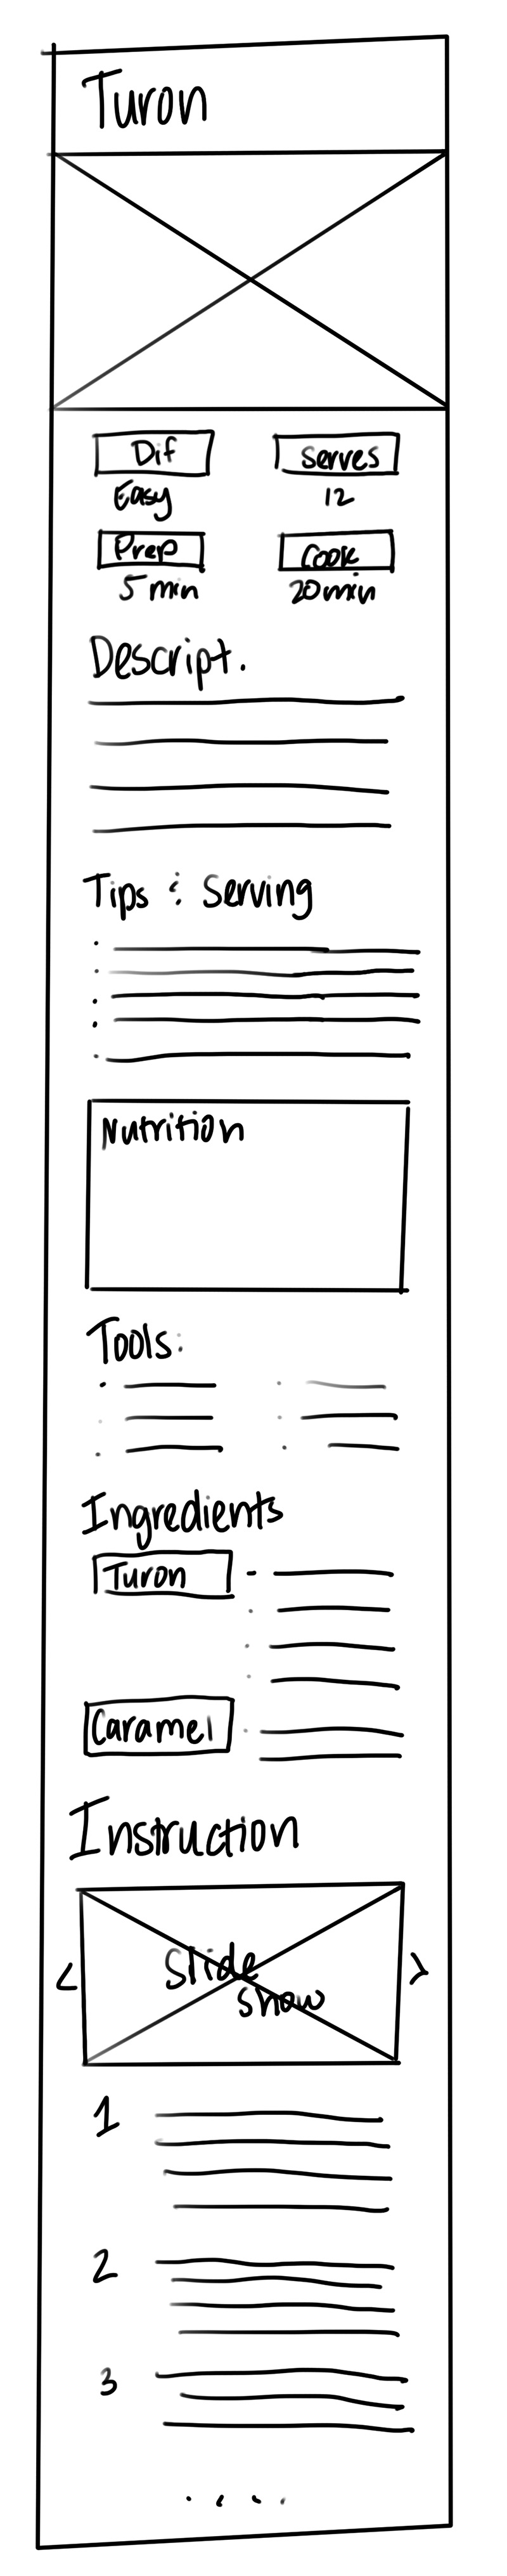 Turon
Dif
Serves
Easy
12
Prep
Cook
5 min
20 min
Descript.
Tips & Serving
Nutrition
Tools:
Ingredients
Turon
Caramel
Instruction
< Slide >
show
1
2
3
....